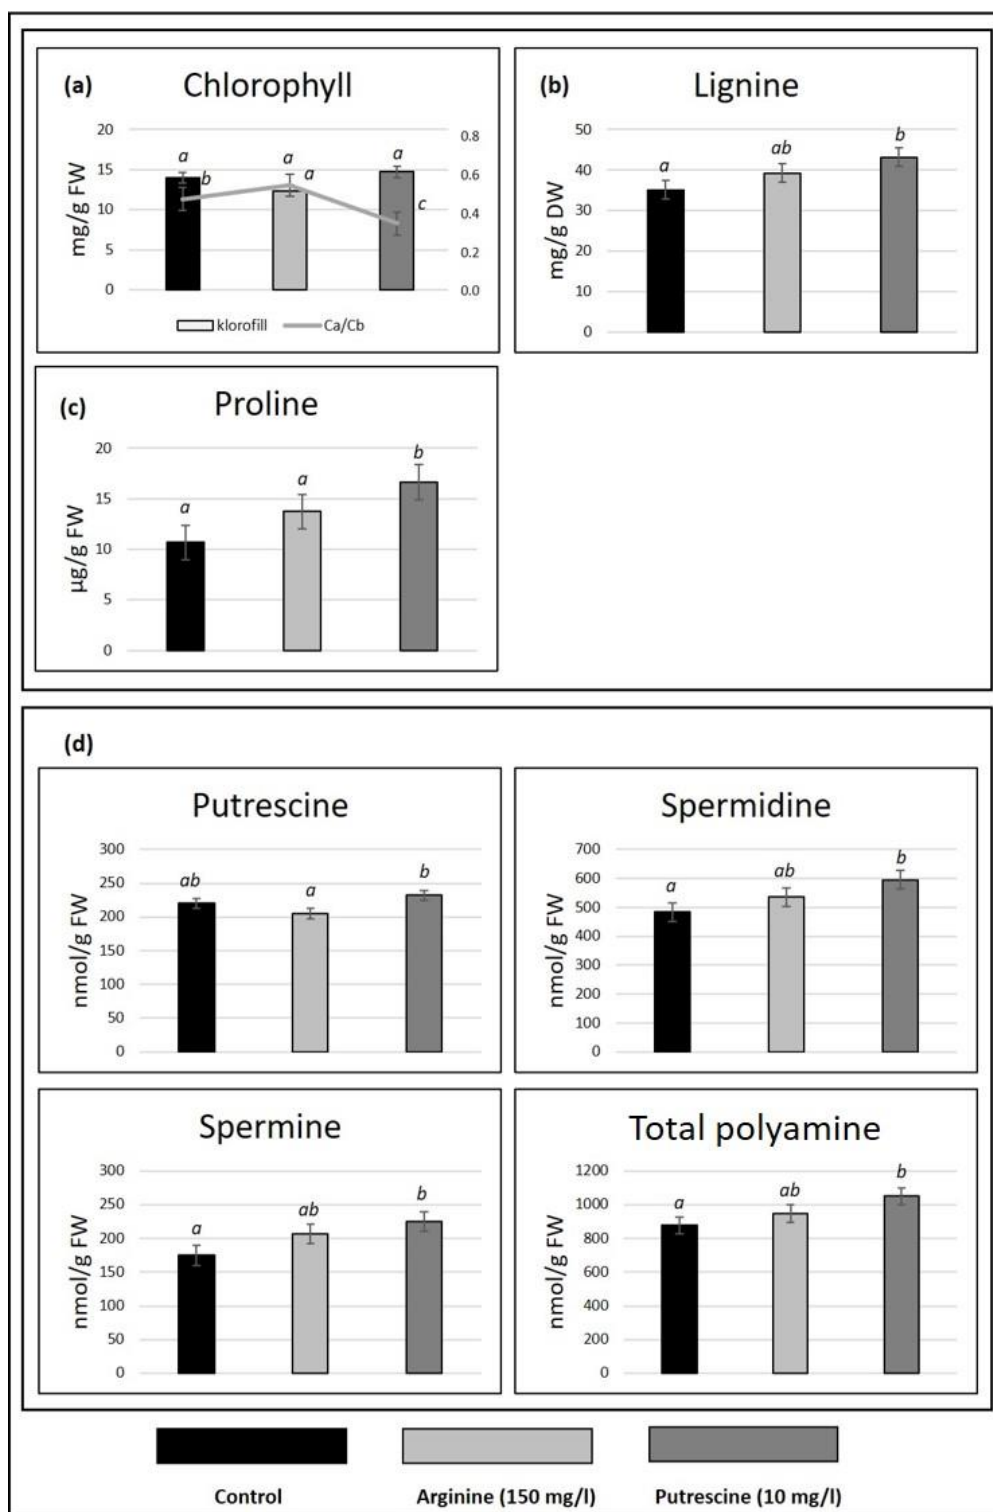 (a) Chlorophyll
20
15
10
5
0
mg/g FW
0.8
0.6
0.4
0.2
0.0
a
a
a
b
a
c
klorofill
Ca/Cb
(b) Lignine
50
40
30
20
10
0
mg/g DW
a
ab
b
(c) Proline
20
15
10
5
0
µg/g FW
a
a
b
(d)
Putrescine
300
250
200
150
100
50
0
nmol/g FW
ab
a
b
Spermidine
700
600
500
400
300
200
100
0
nmol/g FW
a
ab
b
Spermine
300
250
200
150
100
50
0
nmol/g FW
a
ab
b
Total polyamine
1200
1000
800
600
400
200
0
nmol/g FW
a
ab
b
Control
Arginine (150 mg/l)
Putrescine (10 mg/l)